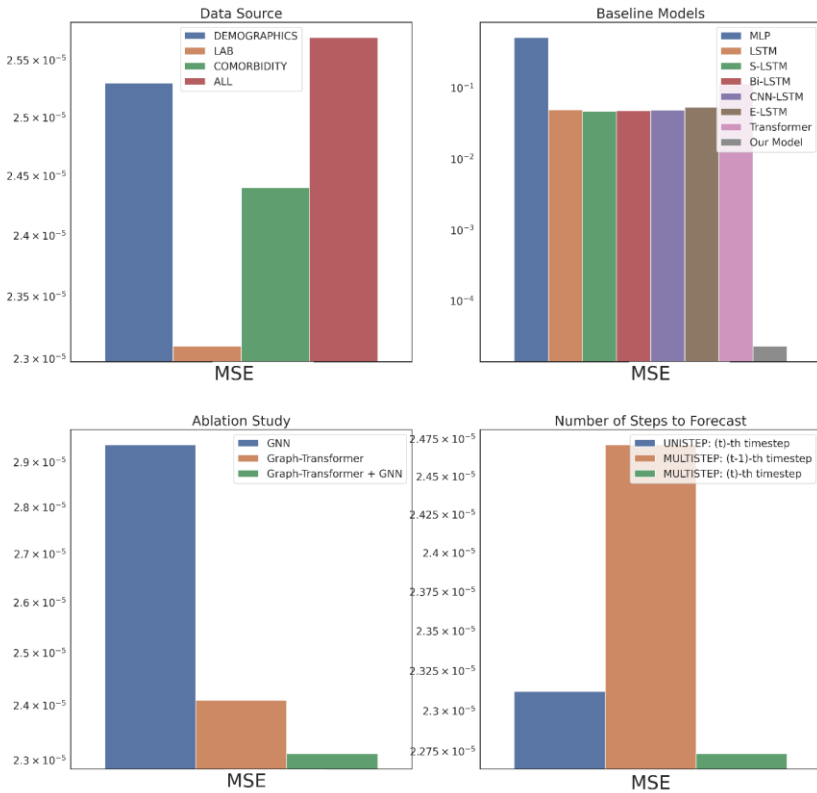 Data Source
DEMOGRAPHICS
LAB
COMORBIDITY
ALL
2.55 × 10⁻⁵
2.5 × 10⁻⁵
2.45 × 10⁻⁵
2.4 × 10⁻⁵
2.35 × 10⁻⁵
2.3 × 10⁻⁵
MSE
Baseline Models
MLP
LSTM
S-LSTM
Bi-LSTM
CNN-LSTM
E-LSTM
Transformer
Our Model
10⁻¹
10⁻²
10⁻³
10⁻⁴
MSE
Ablation Study
GNN
Graph-Transformer
Graph-Transformer + GNN
2.9 × 10⁻⁵
2.8 × 10⁻⁵
2.7 × 10⁻⁵
2.6 × 10⁻⁵
2.5 × 10⁻⁵
2.4 × 10⁻⁵
2.3 × 10⁻⁵
MSE
Number of Steps to Forecast
UNISTEP: (t)-th timestep
MULTISTEP: (t-1)-th timestep
MULTISTEP: (t)-th timestep
2.475 × 10⁻⁵
2.45 × 10⁻⁵
2.425 × 10⁻⁵
2.4 × 10⁻⁵
2.375 × 10⁻⁵
2.35 × 10⁻⁵
2.325 × 10⁻⁵
2.3 × 10⁻⁵
2.275 × 10⁻⁵
MSE